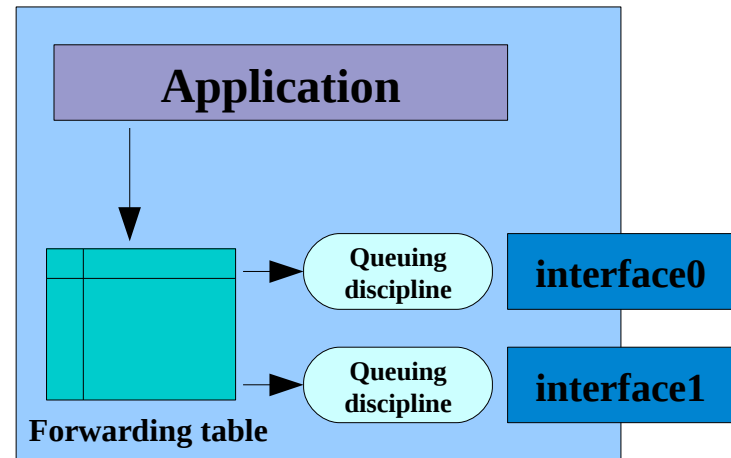 Application
Queuing
discipline
interface0
Queuing
discipline
interface1
Forwarding table